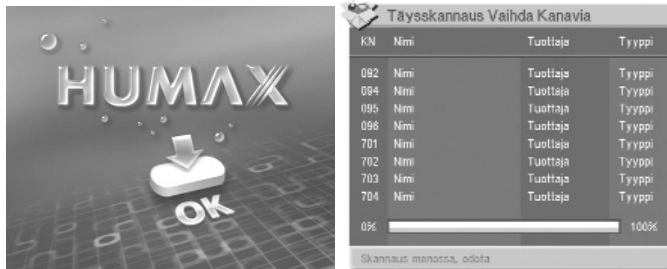 HUMAX
OK
Täysskannaus Vaihda Kanavia
KN Nimi Tuottaja Tyyppi
092 Nimi Tuottaja Tyyppi
094 Nimi Tuottaja Tyyppi
095 Nimi Tuottaja Tyyppi
096 Nimi Tuottaja Tyyppi
701 Nimi Tuottaja Tyyppi
702 Nimi Tuottaja Tyyppi
703 Nimi Tuottaja Tyyppi
704 Nimi Tuottaja Tyyppi
0% 100%
Skannaus menossa, odota